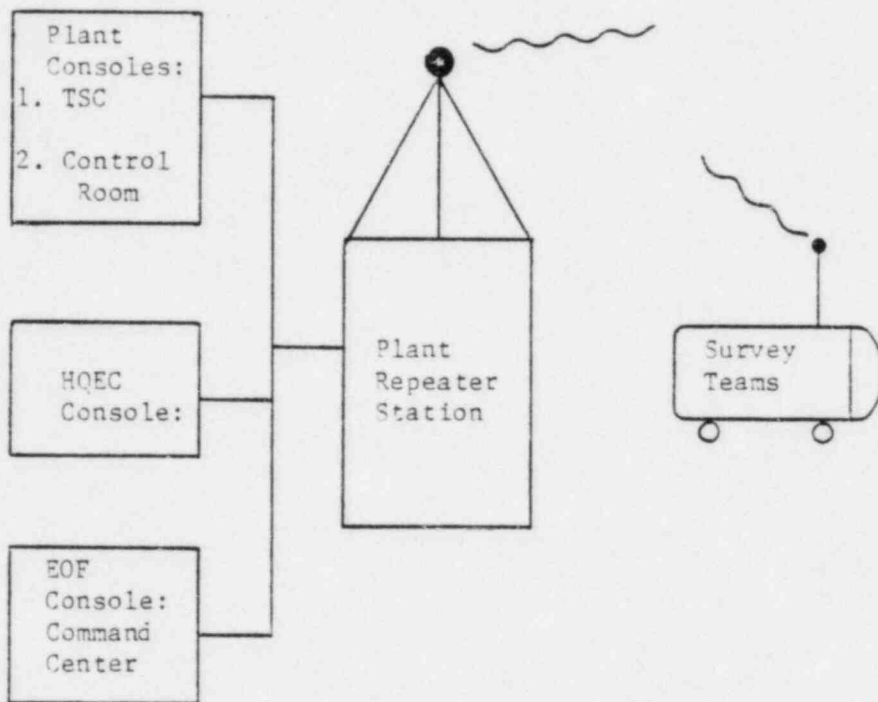 Plant
Consoles:
1. TSC
2. Control
Room
HQEC
Console:
EOF
Console:
Command
Center
Plant
Repeater
Station
Survey
Teams